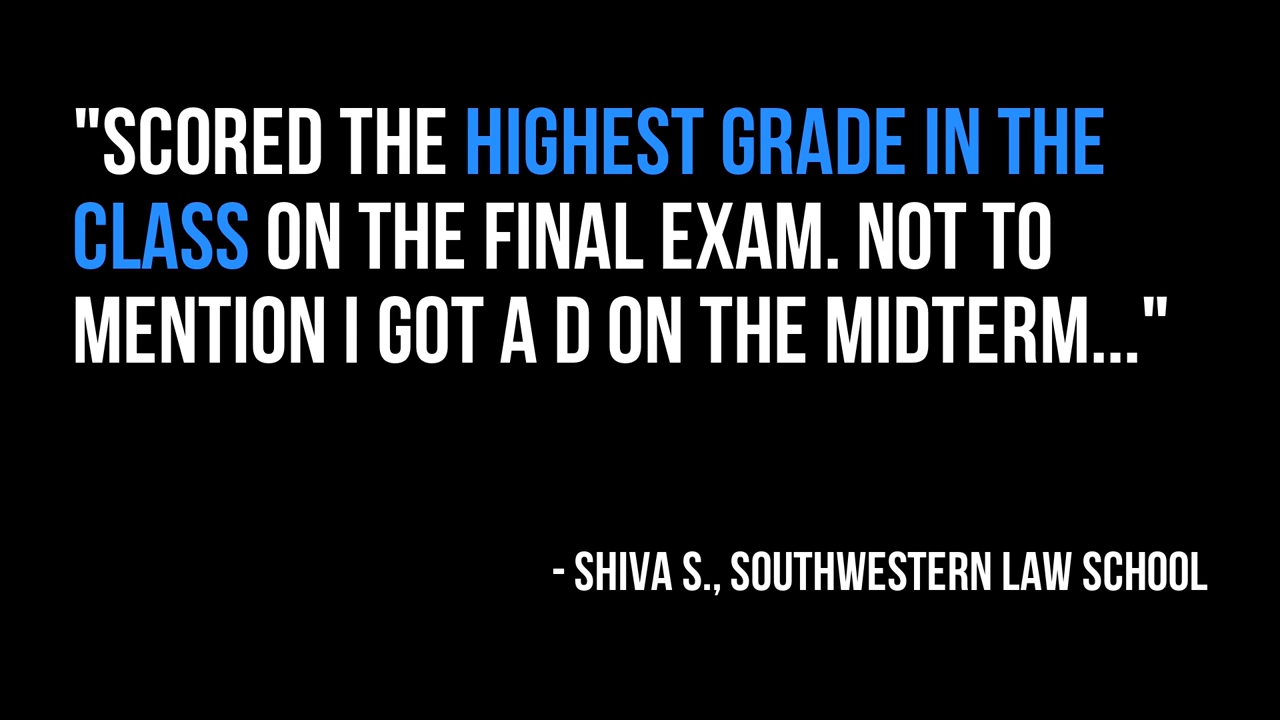 "SCORED THE HIGHEST GRADE IN THE
CLASS ON THE FINAL EXAM. NOT TO
MENTION I GOT A D ON THE MIDTERM..."
- SHIVA S., SOUTHWESTERN LAW SCHOOL